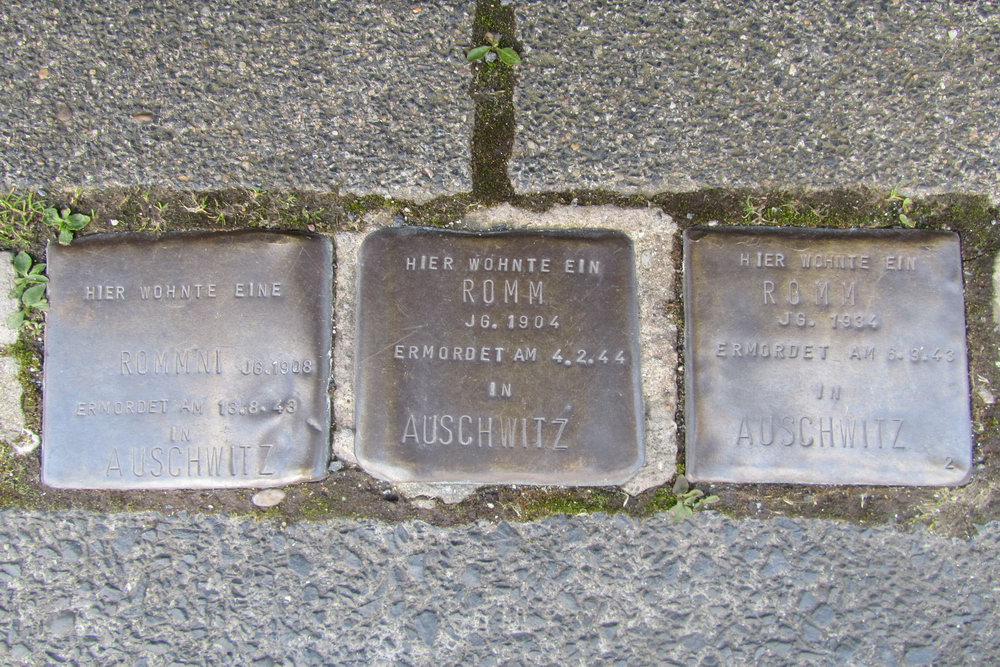 HIER WOHNTE EINE
ROMMNI JG.1908
ERMORDET AM 13.8.43
IN
AUSCHWITZ
HIER WOHNTE EIN
ROMM
JG. 1904
ERMORDET AM 4.2.44
IN
AUSCHWITZ
HIER WOHNTE EIN
ROMM
JG. 1934
ERMORDET AM 6.9.43
IN
AUSCHWITZ
2